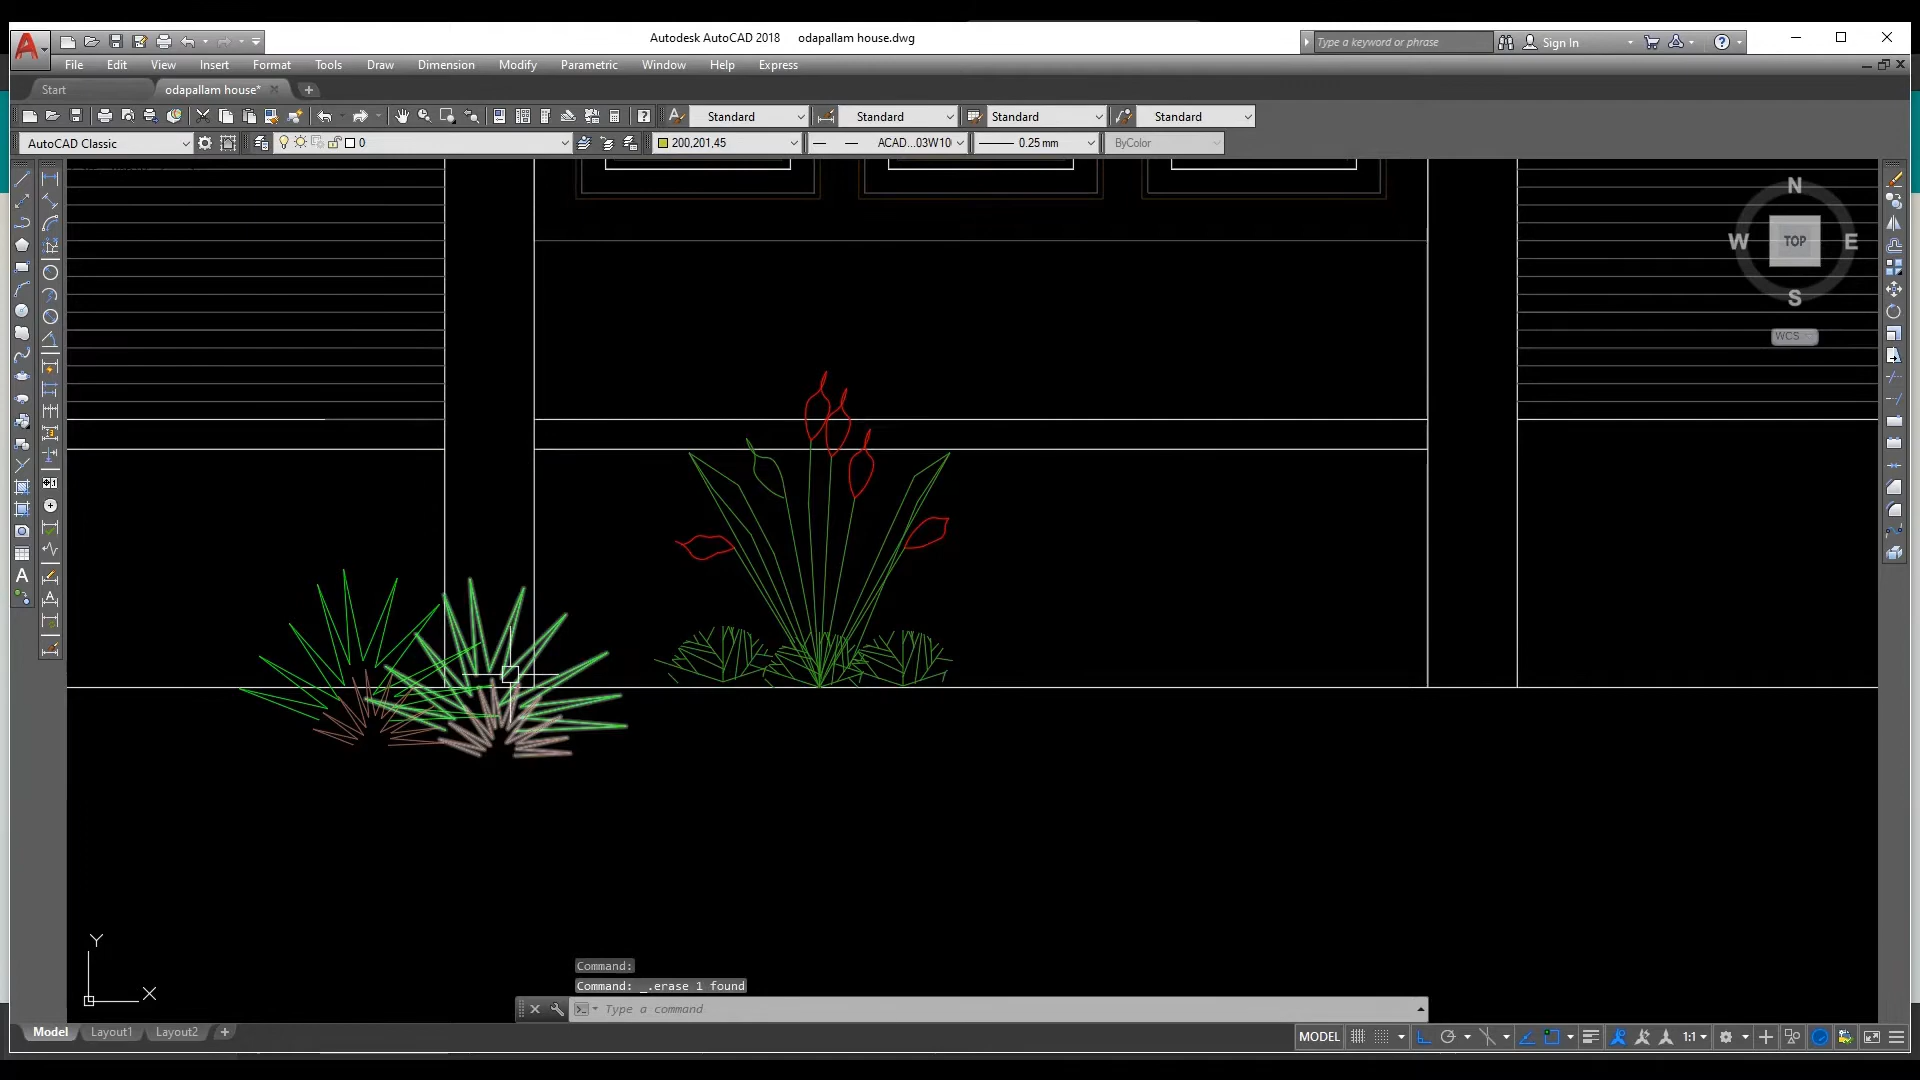 Autodesk AutoCAD 2018 odapallam house.dwg
Type a keyword or phrase
Sign In
File Edit View Insert Format Tools Draw Dimension Modify Parametric Window Help Express
Start odapallam house*
Standard Standard Standard Standard
AutoCAD Classic
0
200,201,45
ACAD...03W10
0.25 mm
ByColor
N
W TOP E
S
WCS
Y
X
Command:
Command: _.erase 1 found
Type a command
Model Layout1 Layout2
MODEL
1:1